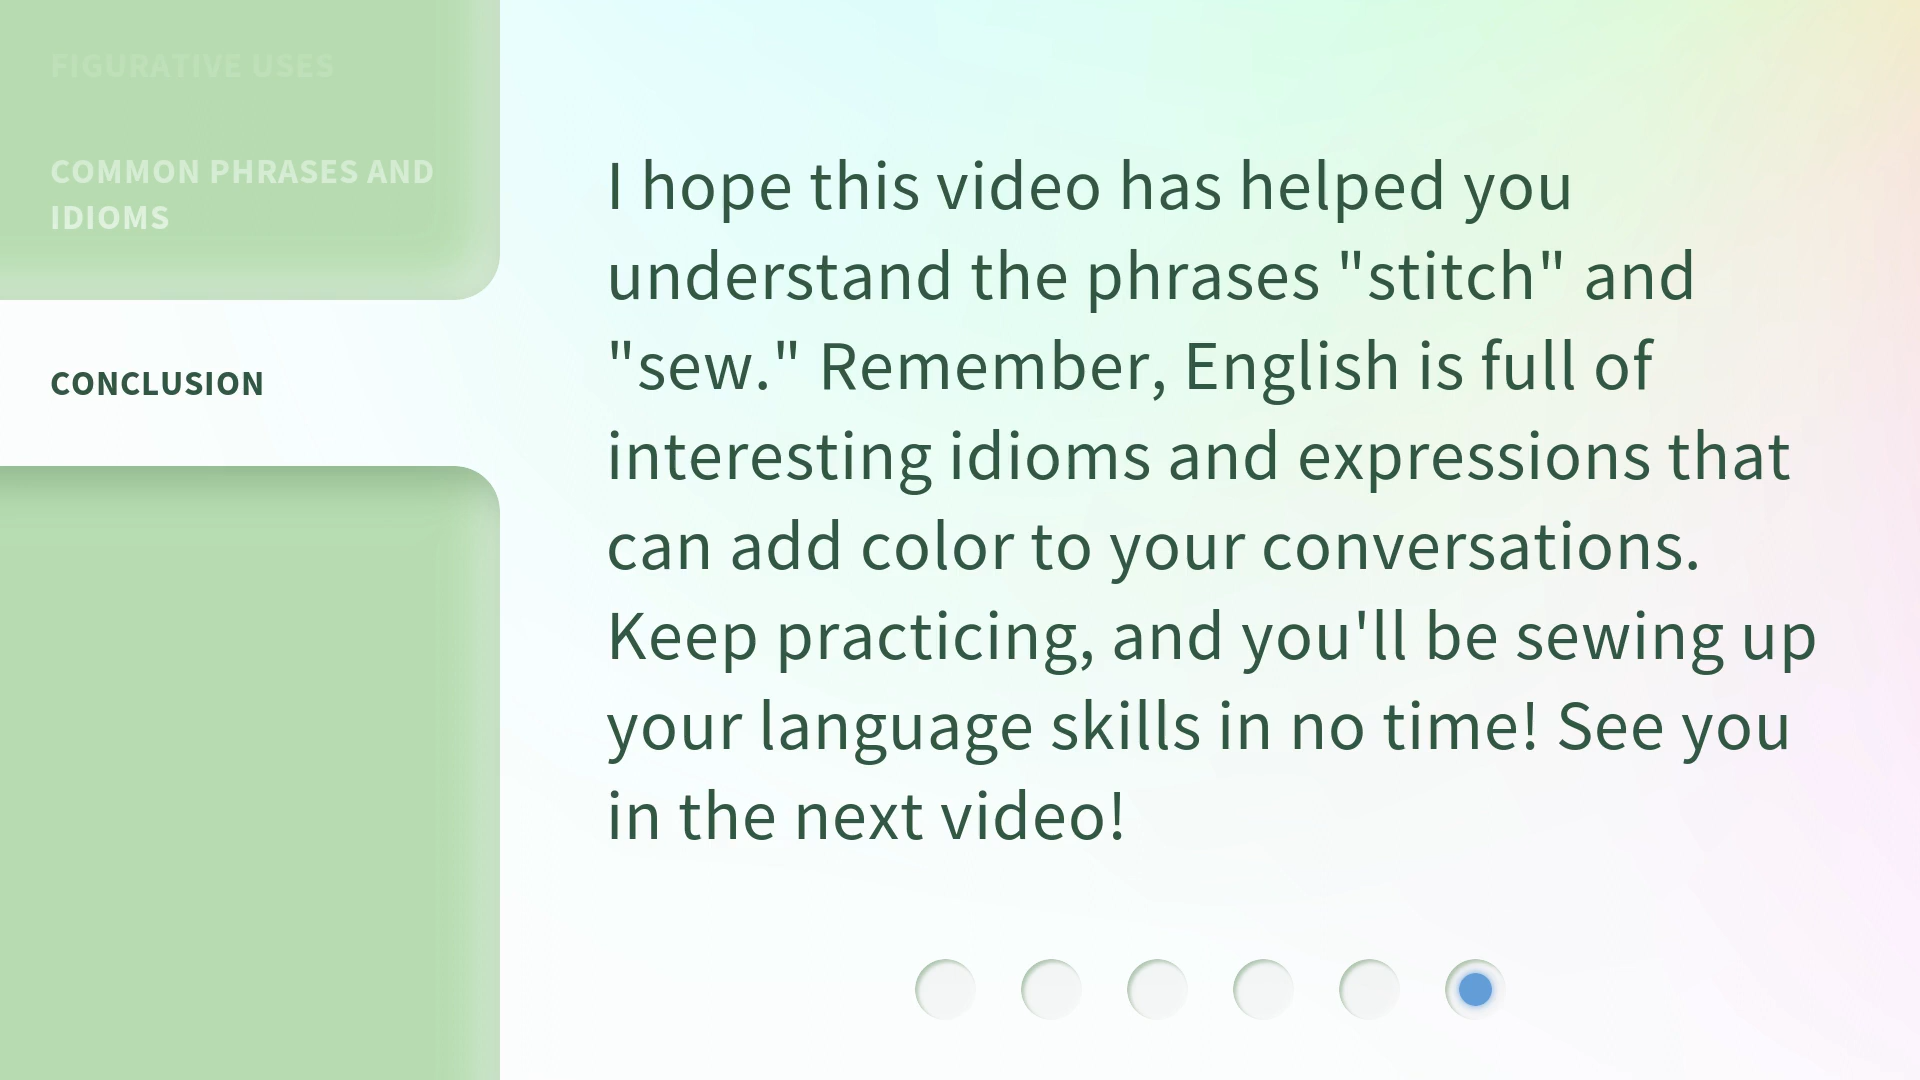 FIGURATIVE USES
COMMON PHRASES AND
IDIOMS
CONCLUSION
I hope this video has helped you
understand the phrases "stitch" and
"sew." Remember, English is full of
interesting idioms and expressions that
can add color to your conversations.
Keep practicing, and you'll be sewing up
your language skills in no time! See you
in the next video!